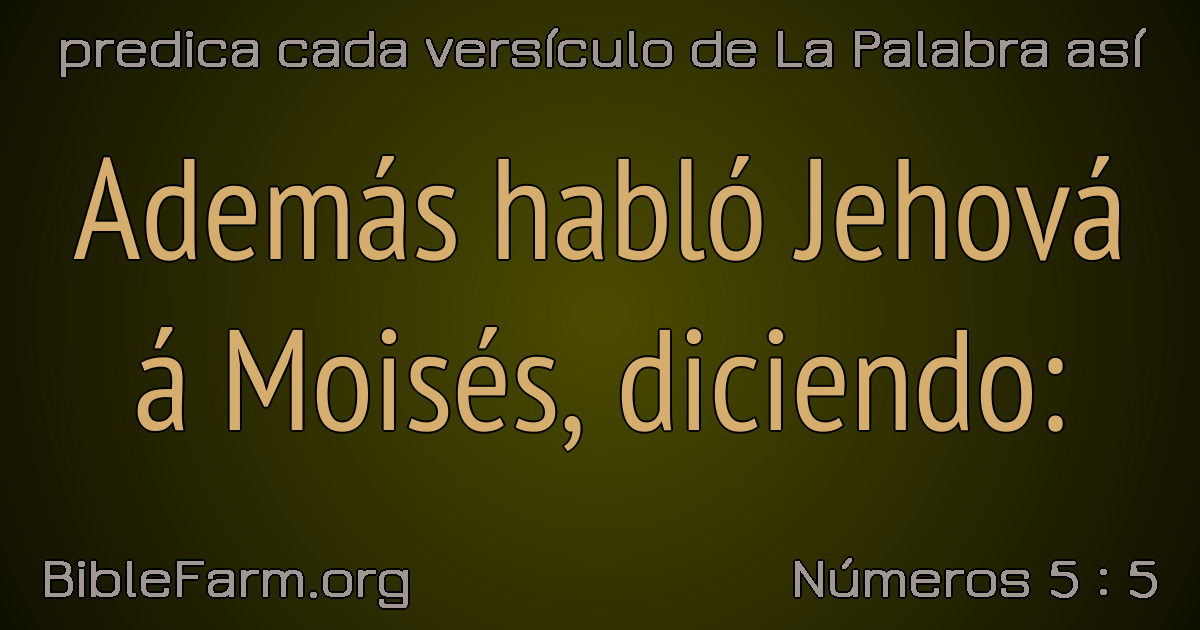 predica cada versículo de La Palabra así
Además habló Jehová
á Moisés, diciendo:
BibleFarm.org
Números 5 : 5